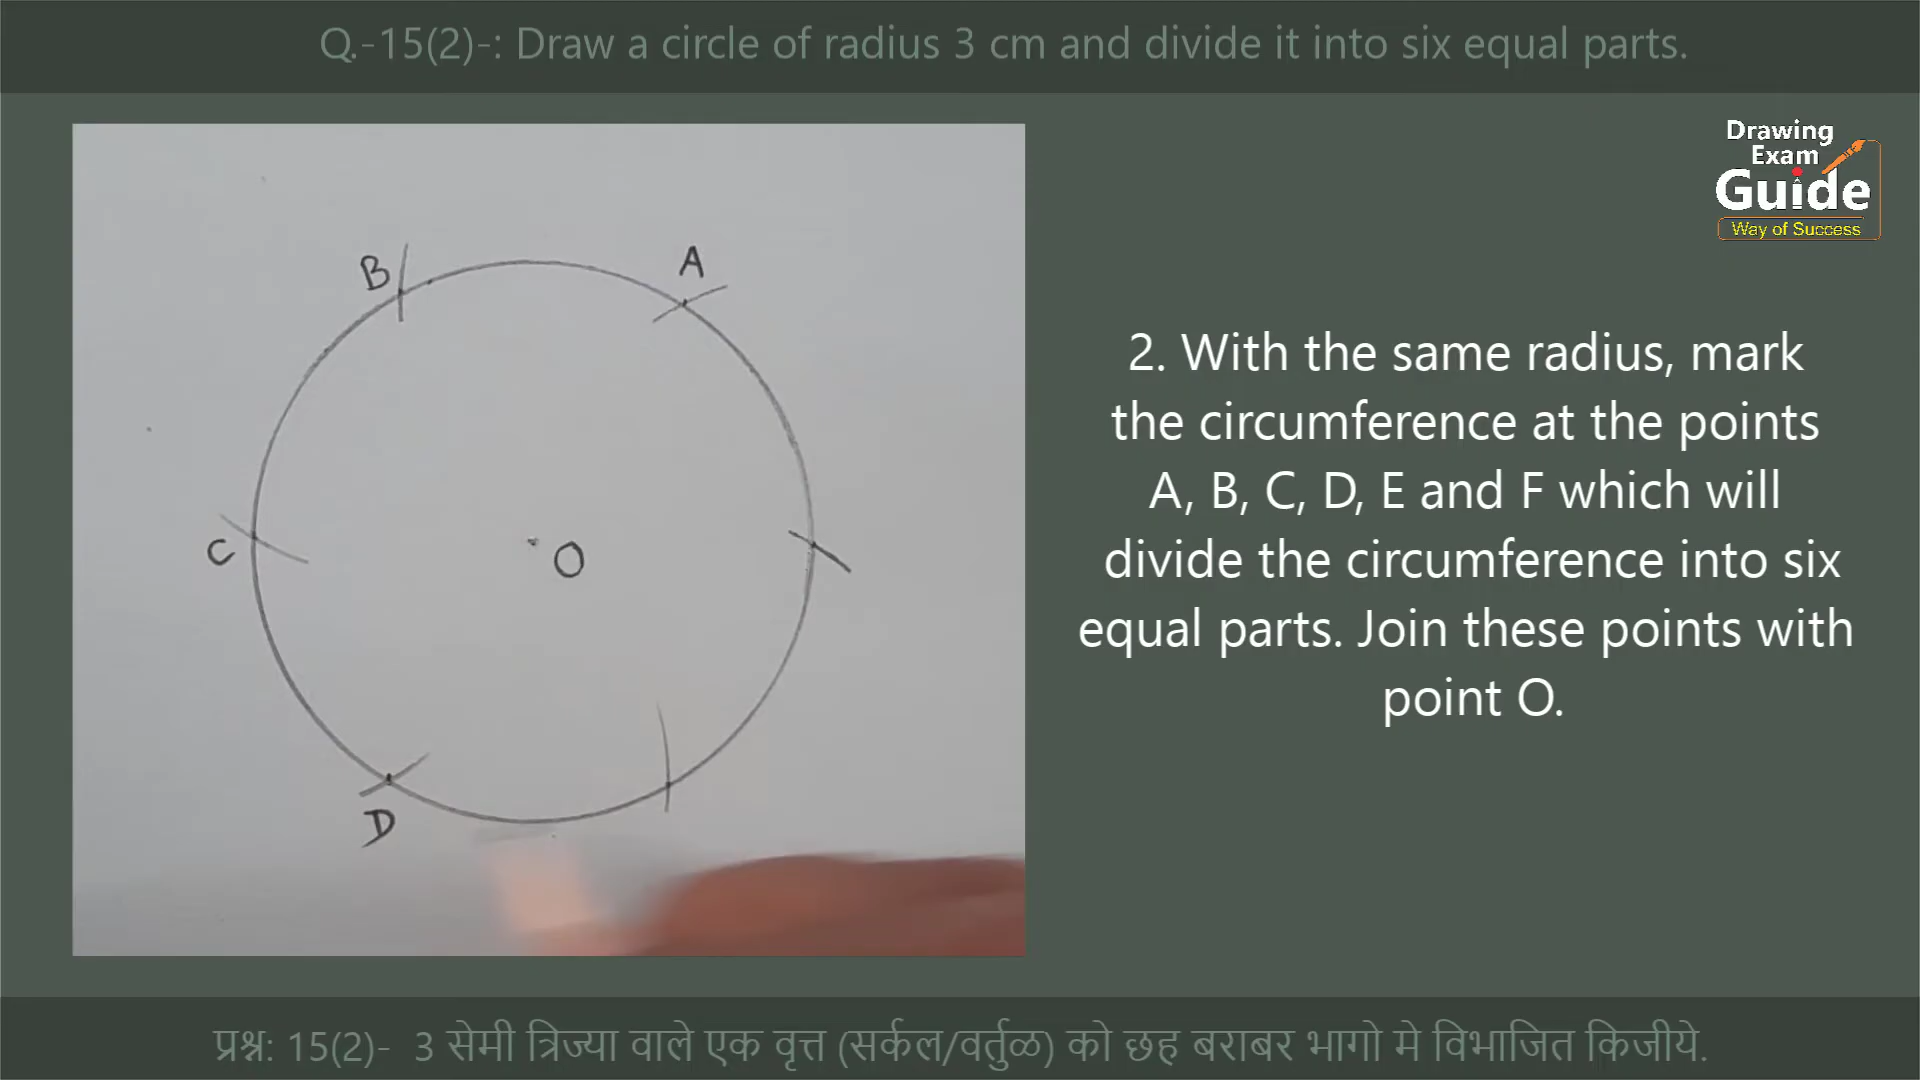 Q.-15(2)-: Draw a circle of radius 3 cm and divide it into six equal parts.
Drawing
Exam
Guide
Way of Success
B
A
C
O
D
2. With the same radius, mark
the circumference at the points
A, B, C, D, E and F which will
divide the circumference into six
equal parts. Join these points with
point O.
प्रश्न: 15(2)- 3 सेमी त्रिज्या वाले एक वृत्त (सर्कल/वर्तुळ) को छह बराबर भागो मे विभाजित किजीये.